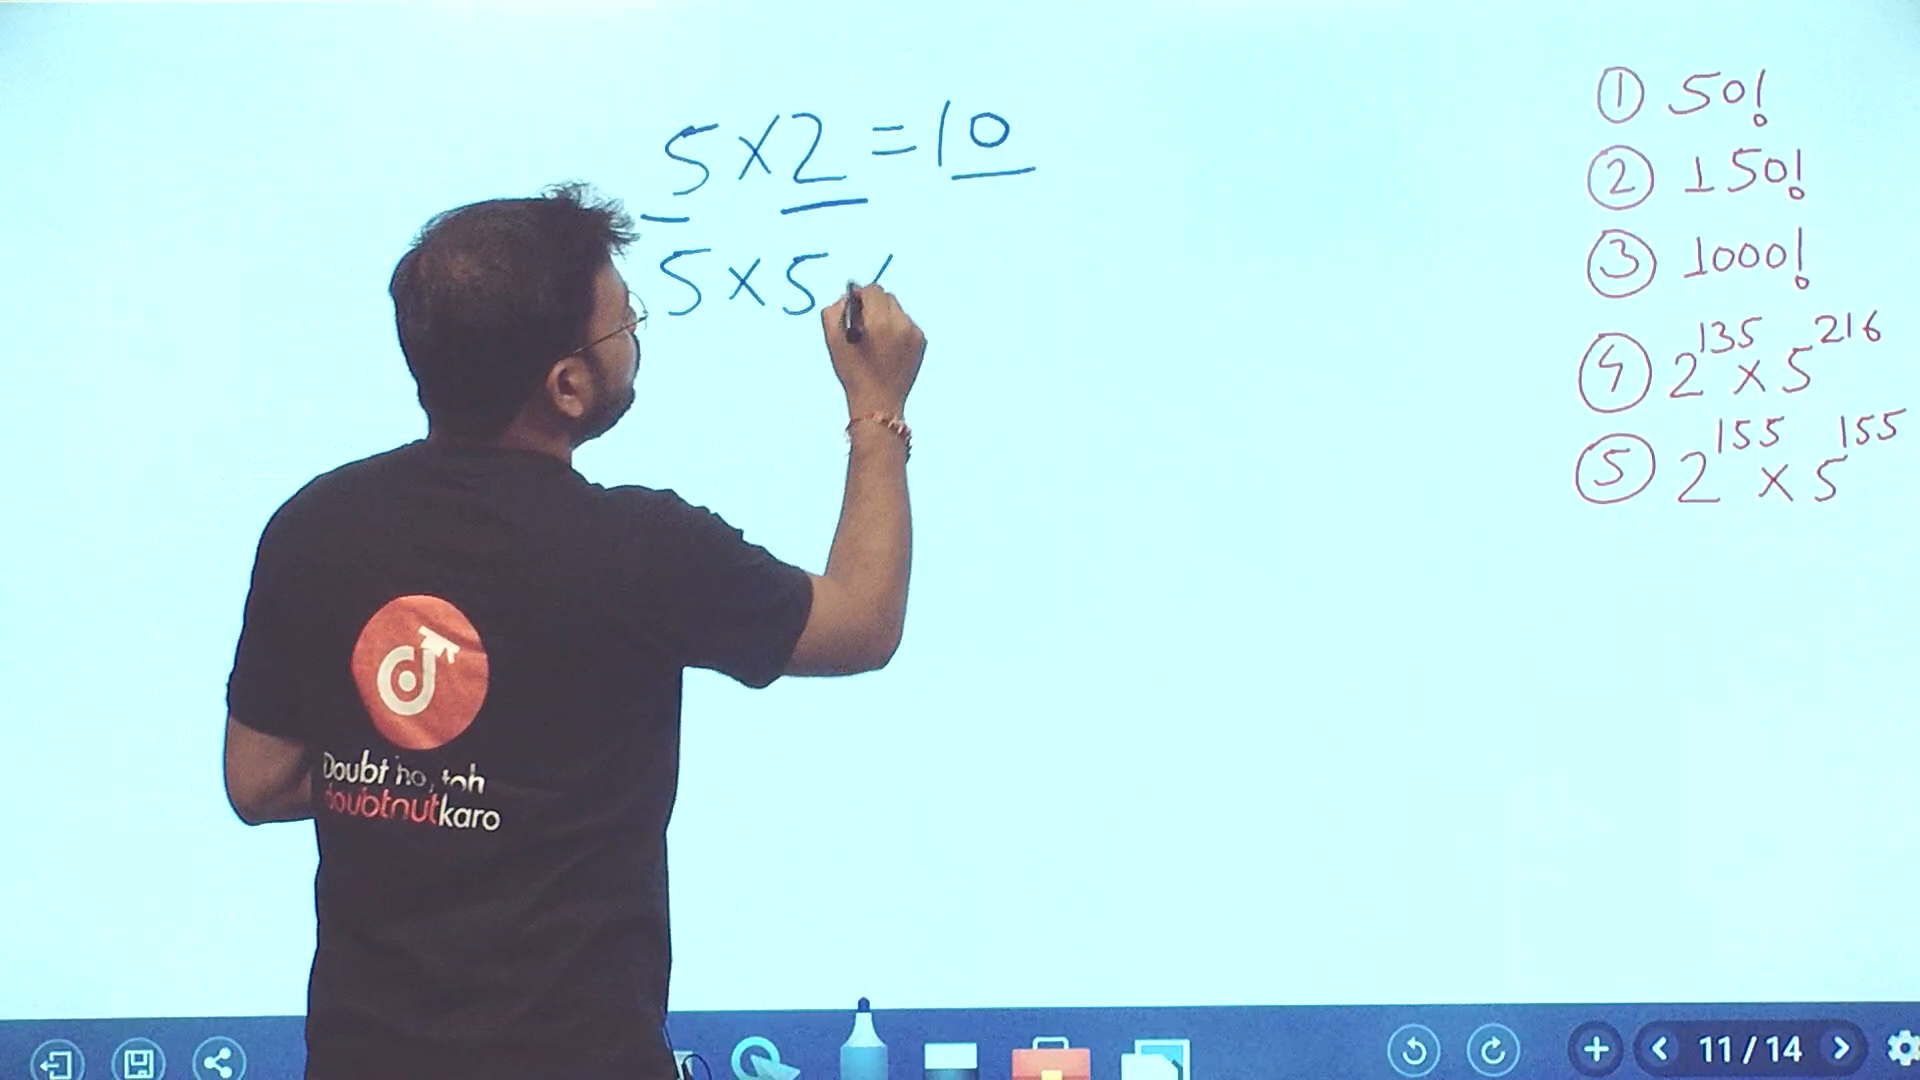 5 × 2 = 10
5 × 5
① 50!
② 150!
③ 1000!
④ 2^135 × 5^216
⑤ 2^155 × 5^155
Doubt ho, toh
doubtnutkaro
11 / 14